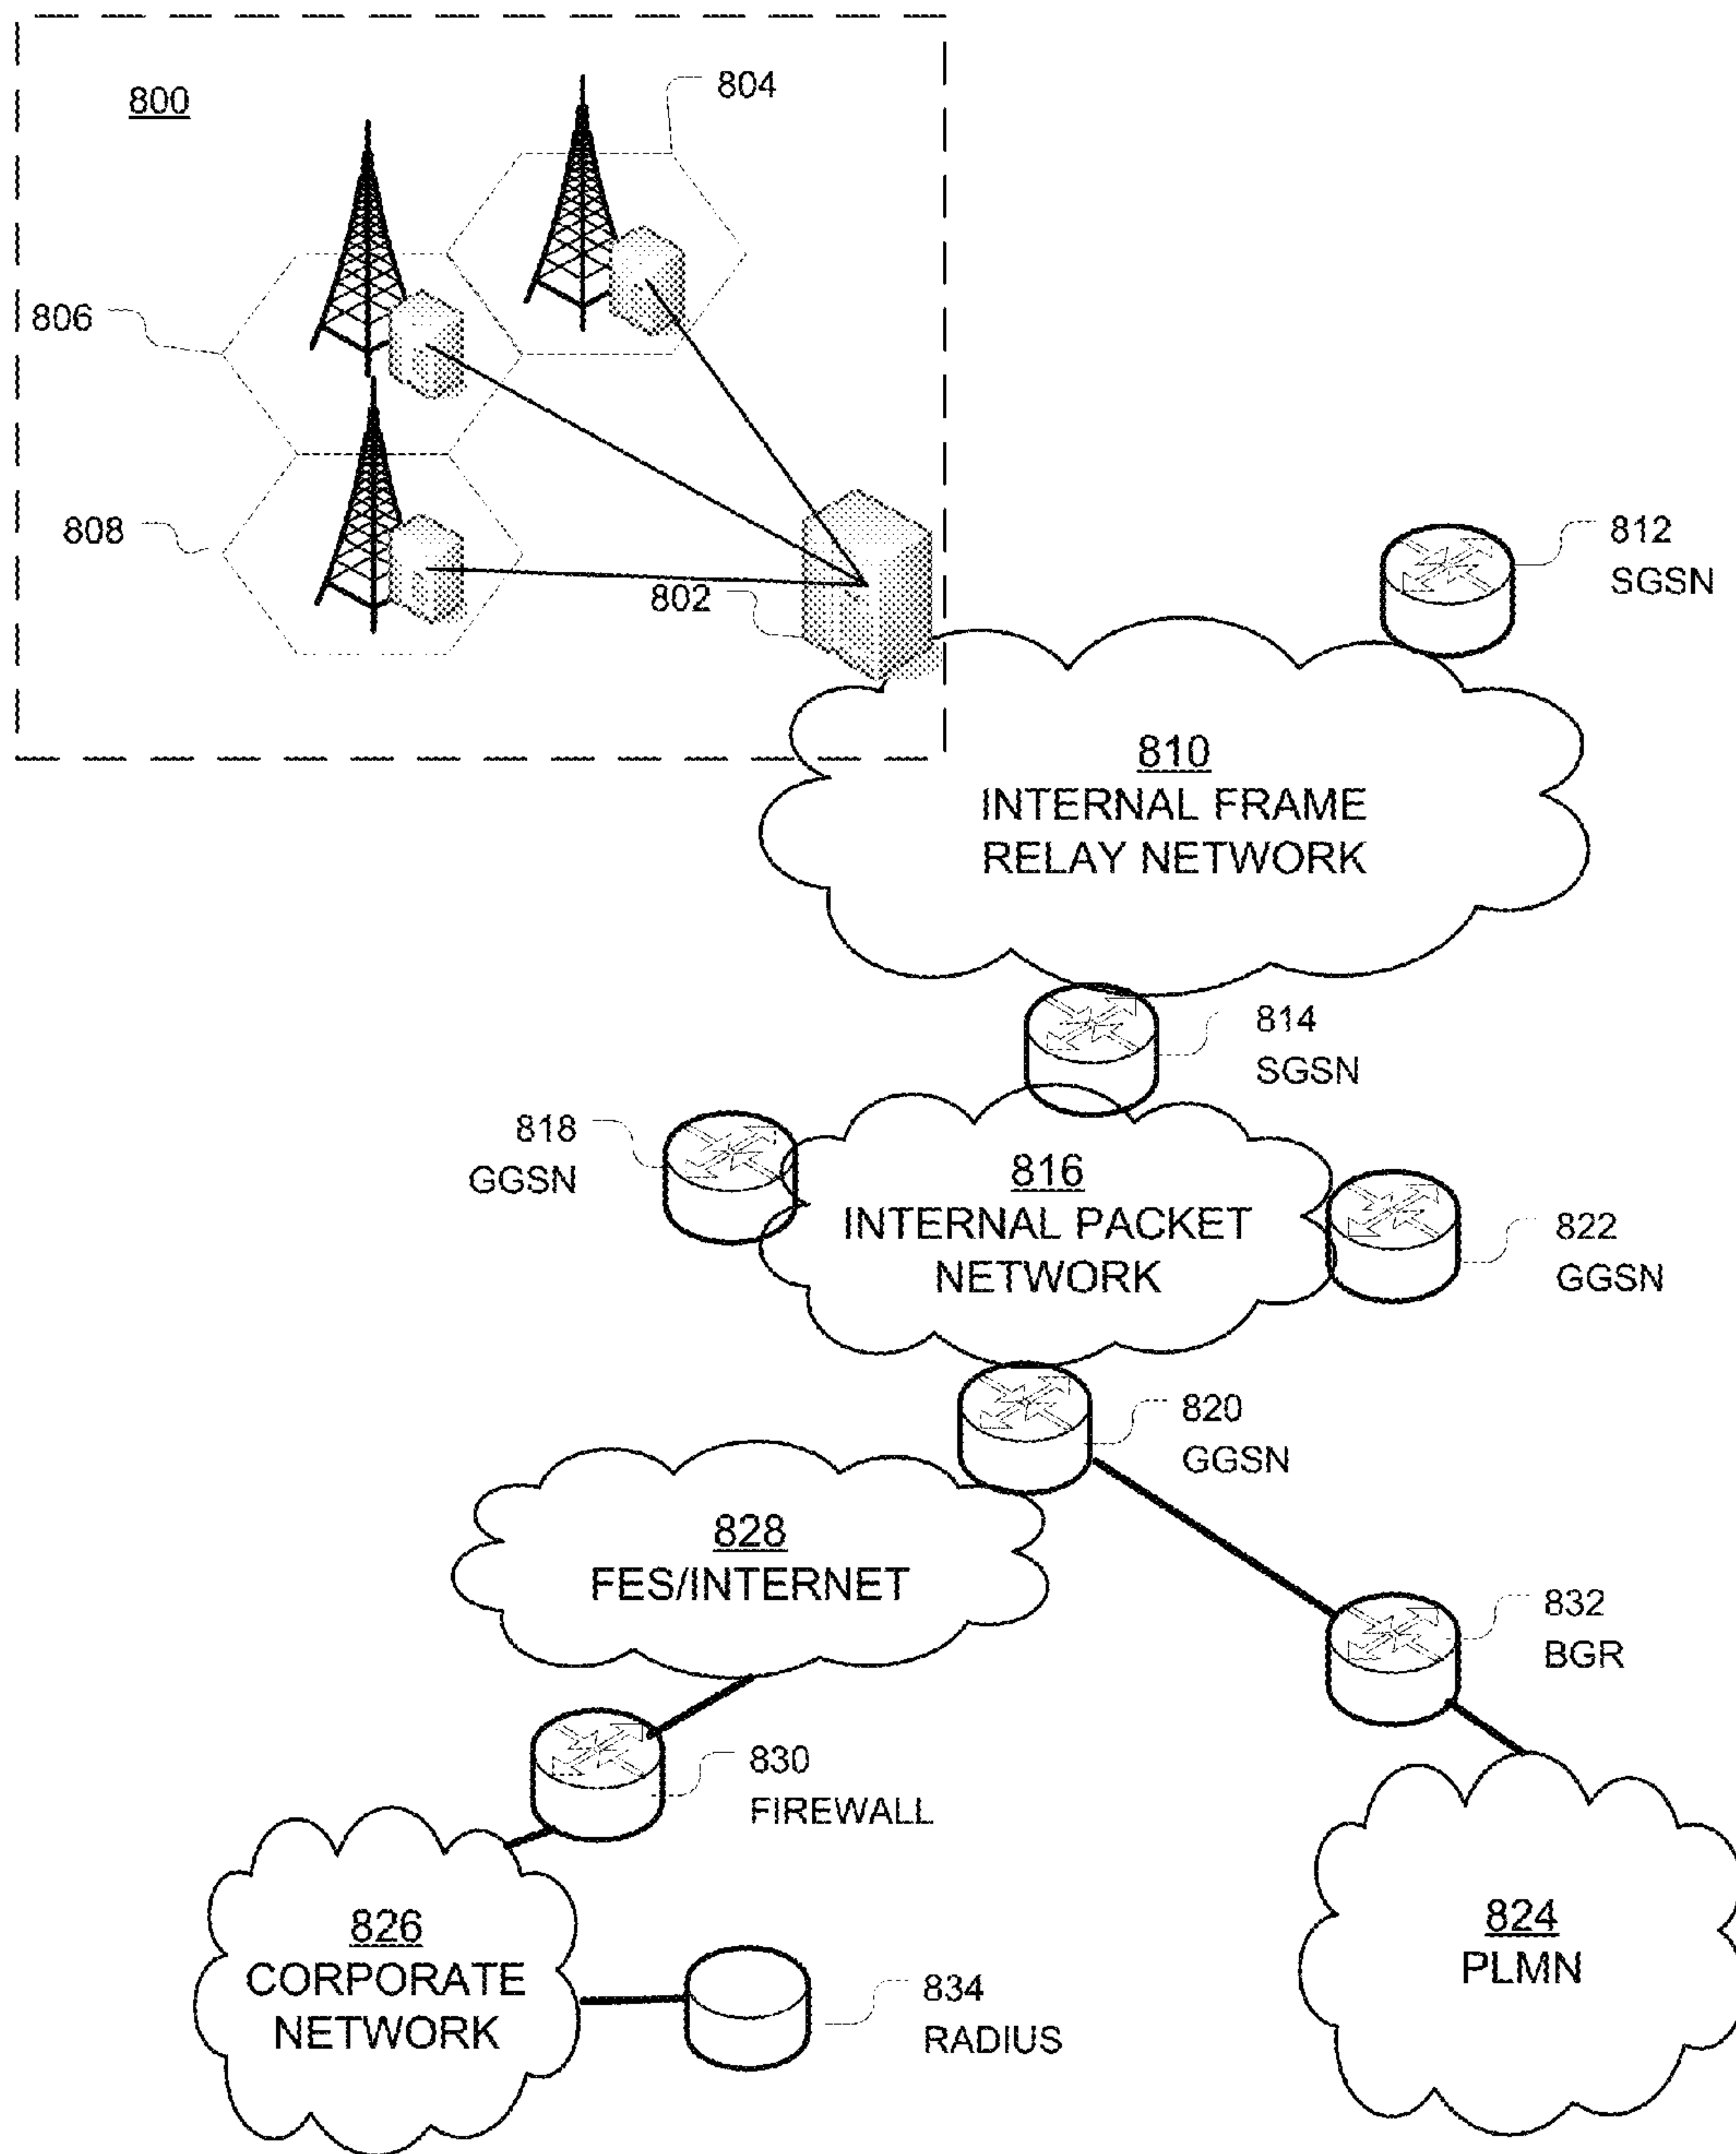 800
804
806
808
802
812
SGSN
810
INTERNAL FRAME
RELAY NETWORK
814
SGSN
818
GGSN
816
INTERNAL PACKET
NETWORK
822
GGSN
820
GGSN
828
FES/INTERNET
832
BGR
830
FIREWALL
826
CORPORATE
NETWORK
834
RADIUS
824
PLMN